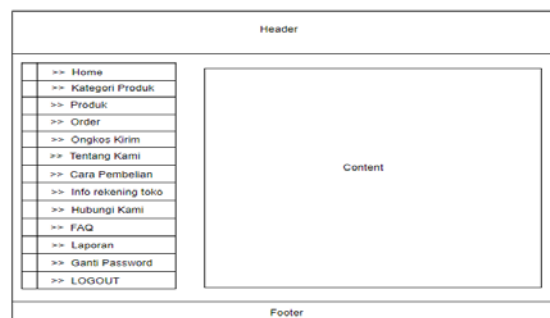 Header
>> Home
>> Kategori Produk
>> Produk
>> Order
>> Ongkos Kirim
>> Tentang Kami
>> Cara Pembelian
>> Info rekening toko
>> Hubungi Kami
>> FAQ
>> Laporan
>> Ganti Password
>> LOGOUT
Content
Footer